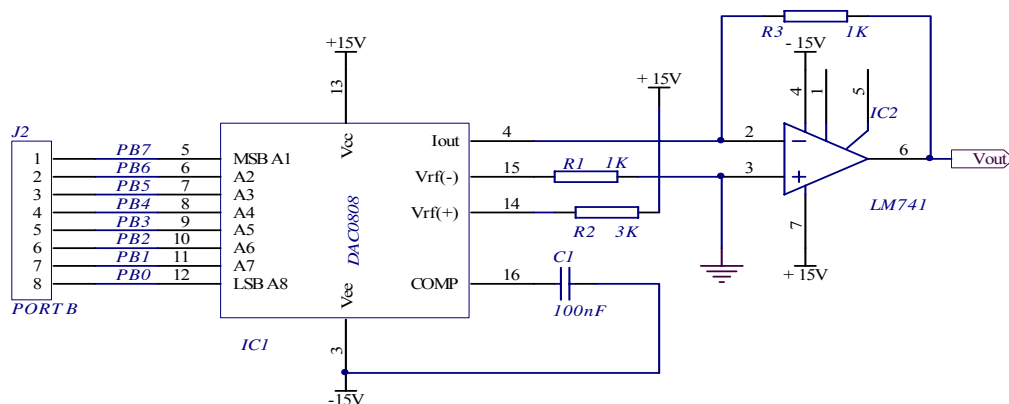 R3 1K
+15V
- 15V
+ 15V
13
4
1
5
IC2
J2
Vcc
Iout
4
2
1
PB7
5
MSB A1
Vrf(-)
15
R1
1K
3
6
Vout
2
PB6
6
A2
3
PB5
7
A3
4
PB4
8
A4
Vrf(+)
14
R2
3K
LM741
5
PB3
9
A5
DAC0808
7
6
PB2
10
A6
7
PB1
11
A7
+ 15V
8
PB0
12
LSB A8
COMP
16
C1
100nF
Vee
PORT B
IC1
3
-15V